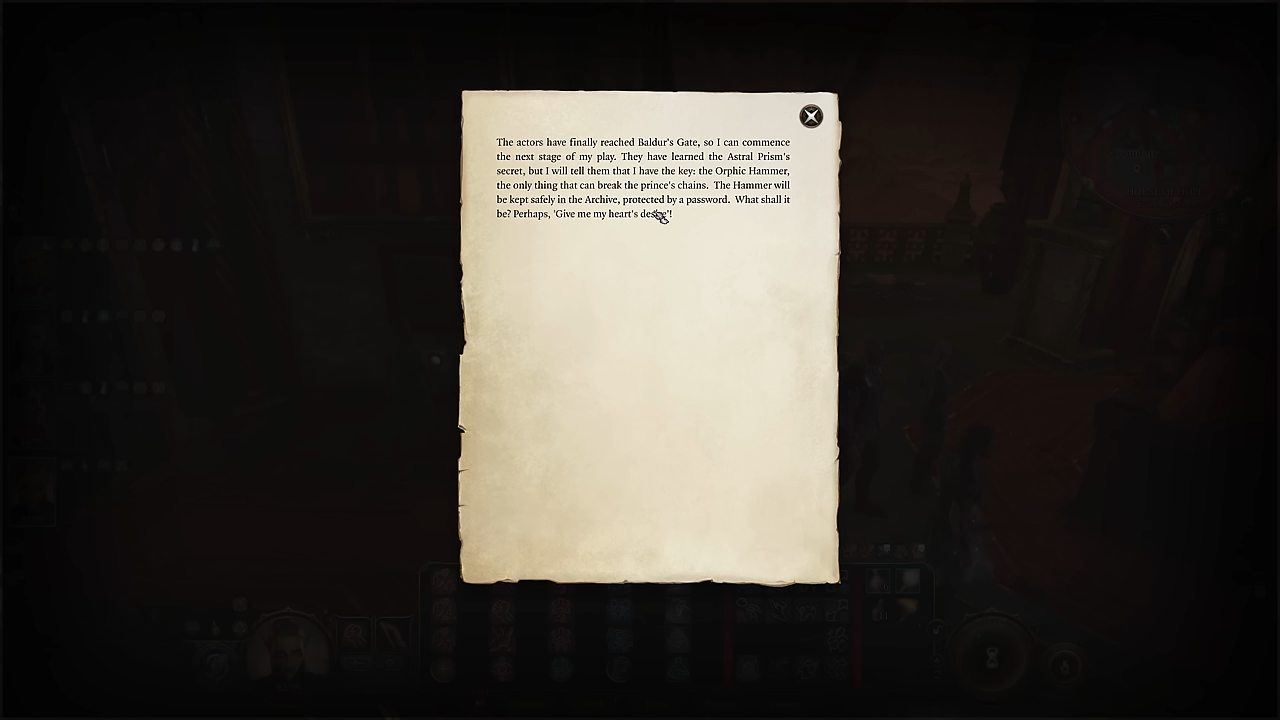 The actors have finally reached Baldur's Gate, so I can commence
the next stage of my play. They have learned the Astral Prism's
secret, but I will tell them that I have the key: the Orphic Hammer,
the only thing that can break the prince's chains. The Hammer will
be kept safely in the Archive, protected by a password. What shall it
be? Perhaps, 'Give me my heart's desire'!